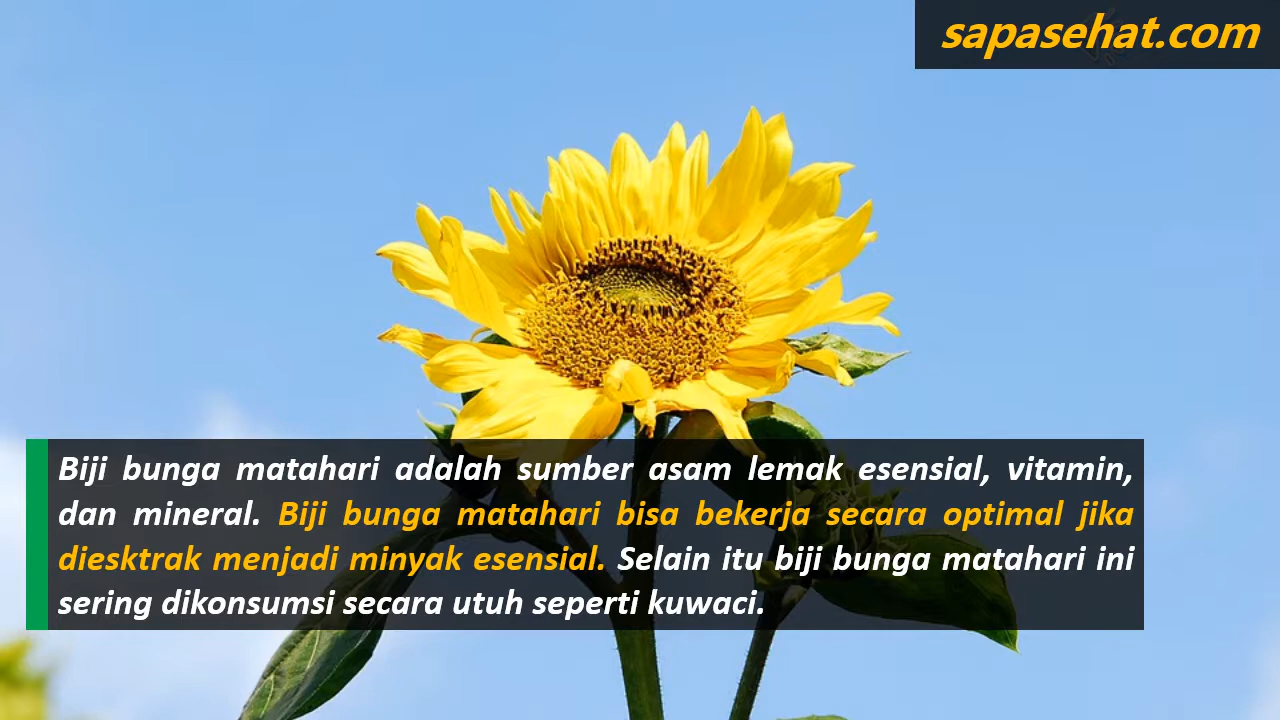 sapasehat.com
Biji bunga matahari adalah sumber asam lemak esensial, vitamin,
dan mineral. Biji bunga matahari bisa bekerja secara optimal jika
diesktrak menjadi minyak esensial. Selain itu biji bunga matahari ini
sering dikonsumsi secara utuh seperti kuwaci.